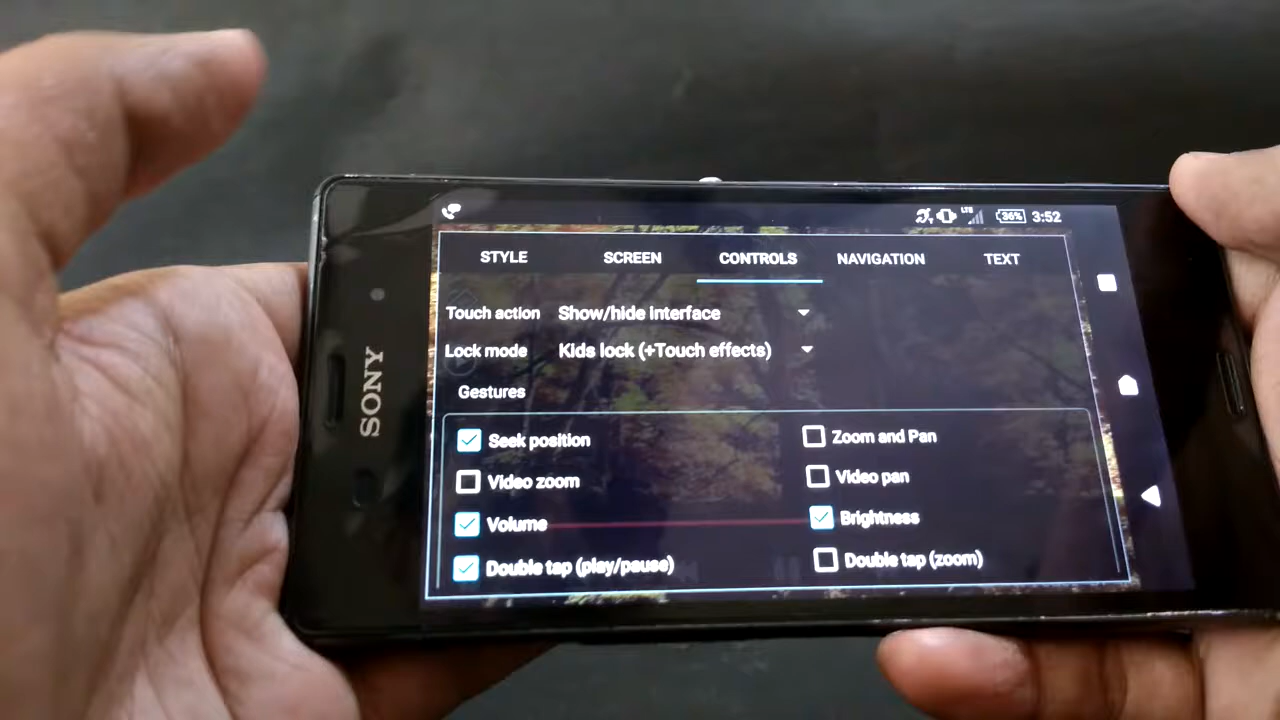 SONY
LTE 36% 3:52
STYLE SCREEN CONTROLS NAVIGATION TEXT
Touch action Show/hide interface
Lock mode Kids lock (+Touch effects)
Gestures
Seek position Zoom and Pan
Video zoom Video pan
Volume Brightness
Double tap (play/pause) Double tap (zoom)